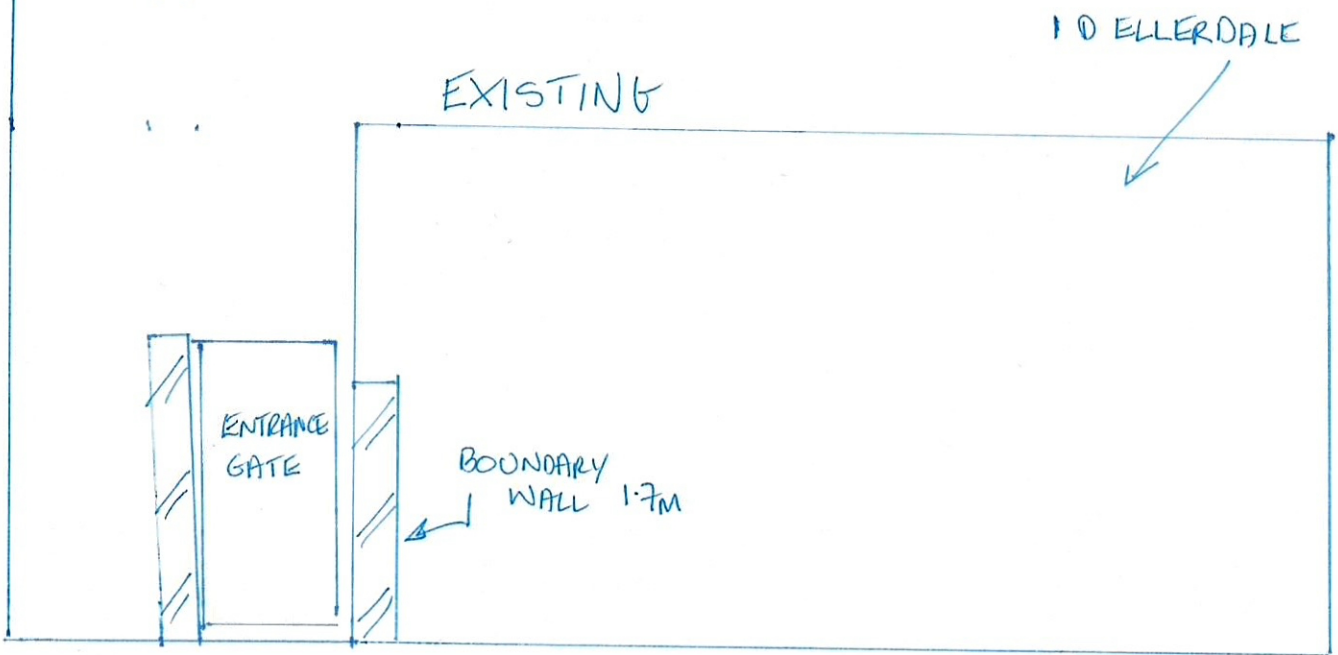 1 D ELLERDALE
EXISTING
ENTRANCE
GATE
BOUNDARY
WALL 1.7M